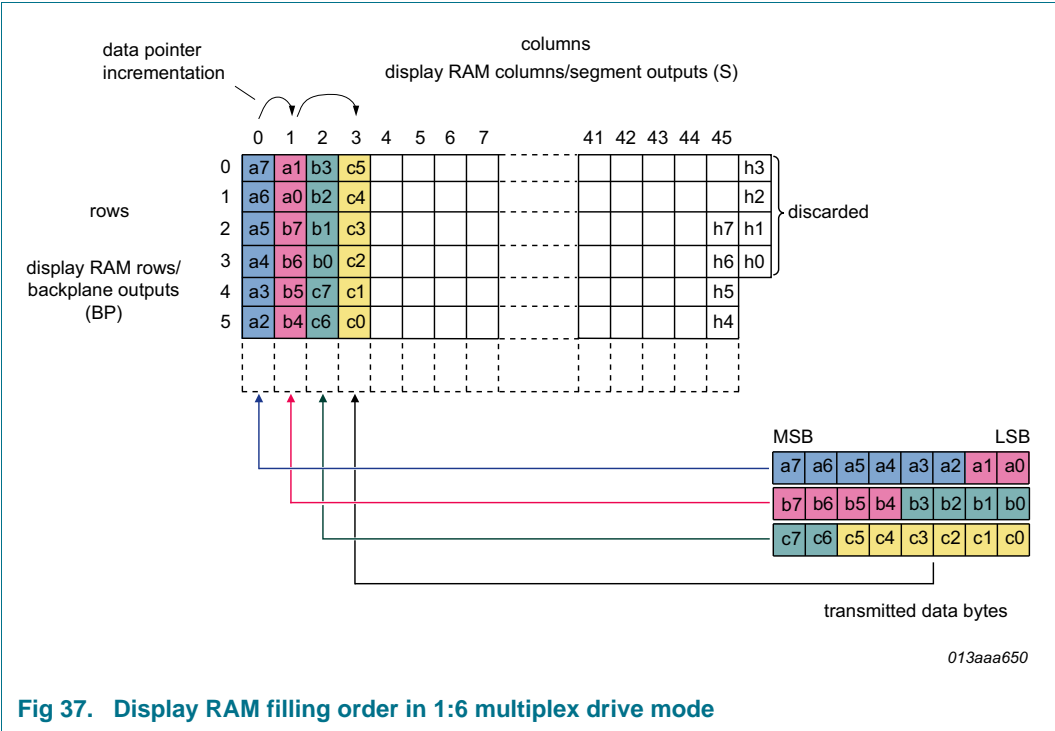 data pointer
incrementation
columns
display RAM columns/segment outputs (S)
0 1 2 3 4 5 6 7 41 42 43 44 45
0 a7 a1 b3 c5 h3
1 a6 a0 b2 c4 h2
rows
2 a5 b7 b1 c3 h7 h1
discarded
3 a4 b6 b0 c2 h6 h0
display RAM rows/
backplane outputs
(BP)
4 a3 b5 c7 c1 h5
5 a2 b4 c6 c0 h4
MSB LSB
a7 a6 a5 a4 a3 a2 a1 a0
b7 b6 b5 b4 b3 b2 b1 b0
c7 c6 c5 c4 c3 c2 c1 c0
transmitted data bytes
013aaa650
Fig 37. Display RAM filling order in 1:6 multiplex drive mode